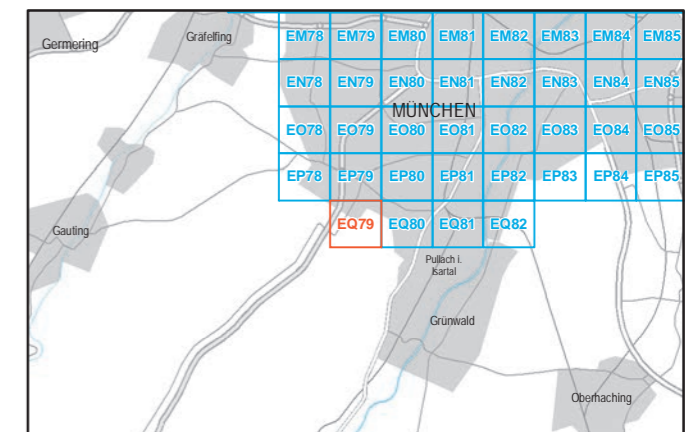 Germering
Gräfelfing
EM78 EM79 EM80 EM81 EM82 EM83 EM84 EM85
EN78 EN79 EN80 EN81 EN82 EN83 EN84 EN85
MÜNCHEN
EO78 EO79 EO80 EO81 EO82 EO83 EO84 EO85
EP78 EP79 EP80 EP81 EP82 EP83 EP84 EP85
Gauting
EQ79 EQ80 EQ81 EQ82
Pullach i.
Isartal
Grünwald
Oberhaching